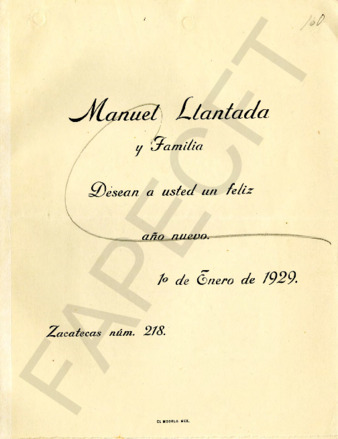 160
Manuel Llantada
y Familia
Desean a usted un feliz
año nuevo.
1º de Enero de 1929.
Zacatecas núm. 218.
FAPECFT